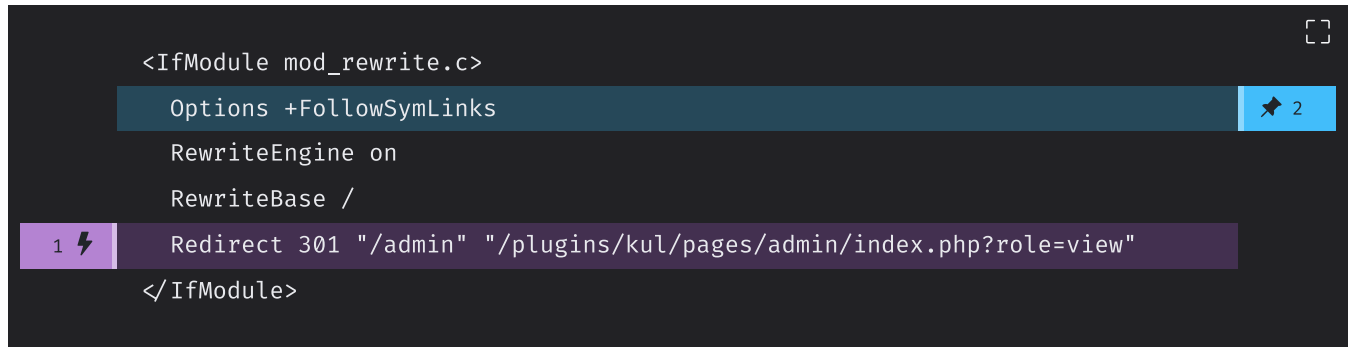 <IfModule mod_rewrite.c>
Options +FollowSymLinks 2
RewriteEngine on
RewriteBase /
1 Redirect 301 "/admin" "/plugins/kul/pages/admin/index.php?role=view"
</IfModule>